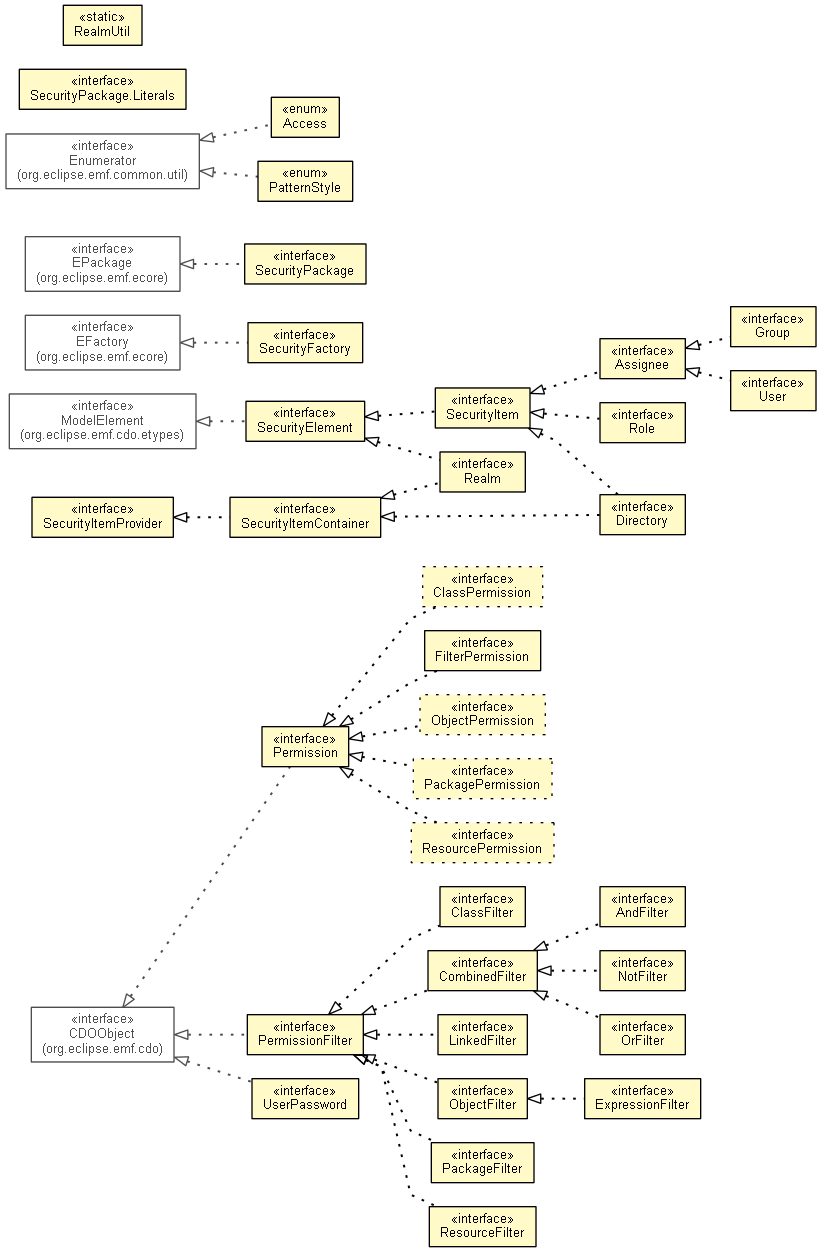 «static»
RealmUtil
«interface»
SecurityPackage.Literals
«interface»
Enumerator
(org.eclipse.emf.common.util)
«enum»
Access
«enum»
PatternStyle
«interface»
EPackage
(org.eclipse.emf.ecore)
«interface»
SecurityPackage
«interface»
EFactory
(org.eclipse.emf.ecore)
«interface»
SecurityFactory
«interface»
ModelElement
(org.eclipse.emf.cdo.etypes)
«interface»
SecurityElement
«interface»
SecurityItem
«interface»
Assignee
«interface»
Group
«interface»
User
«interface»
Role
«interface»
Realm
«interface»
SecurityItemProvider
«interface»
SecurityItemContainer
«interface»
Directory
«interface»
ClassPermission
«interface»
FilterPermission
«interface»
ObjectPermission
«interface»
Permission
«interface»
PackagePermission
«interface»
ResourcePermission
«interface»
ClassFilter
«interface»
AndFilter
«interface»
CombinedFilter
«interface»
NotFilter
«interface»
CDOObject
(org.eclipse.emf.cdo)
«interface»
PermissionFilter
«interface»
LinkedFilter
«interface»
OrFilter
«interface»
UserPassword
«interface»
ObjectFilter
«interface»
ExpressionFilter
«interface»
PackageFilter
«interface»
ResourceFilter